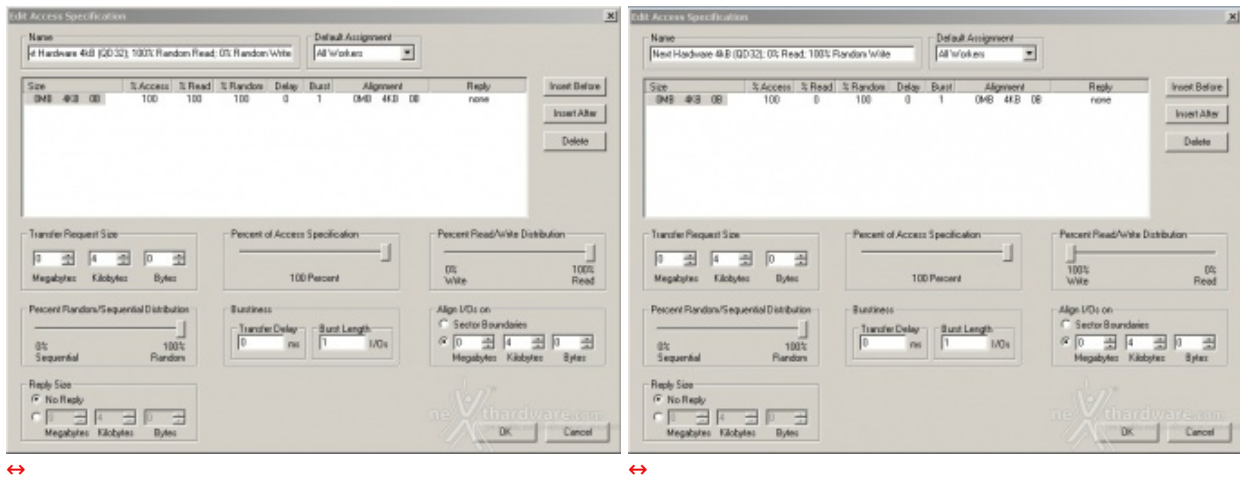 Edit Access Specification
Name
Default Assignment
xt Hardware 4kB (QD32); 100% Random Read; 0% Random Write
All Workers
Size % Access % Read % Random Delay Burst Alignment Reply
0MB 4KB 0B 100 100 100 0 1 0MB 4KB 0B none
Insert Before
Insert After
Delete
Transfer Request Size
Percent of Access Specification
Percent Read/Write Distribution
0 4 0
Megabytes Kilobytes Bytes
100 Percent
0% 100%
Write Read
Percent Random/Sequential Distribution
Burstiness
Align I/Os on
Transfer Delay
Burst Length
Sector Boundaries
0 ms
1 I/Os
0 4 0
0% 100%
Sequential Random
Megabytes Kilobytes Bytes
Reply Size
No Reply
0 4 0
Megabytes Kilobytes Bytes
nexthardware.com
OK Cancel
Edit Access Specification
Name
Default Assignment
Next Hardware 4kB (QD32); 0% Read; 100% Random Write
All Workers
Size % Access % Read % Random Delay Burst Alignment Reply
0MB 4KB 0B 100 0 100 0 1 0MB 4KB 0B none
Insert Before
Insert After
Delete
Transfer Request Size
Percent of Access Specification
Percent Read/Write Distribution
0 4 0
Megabytes Kilobytes Bytes
100 Percent
100% 0%
Write Read
Percent Random/Sequential Distribution
Burstiness
Align I/Os on
Transfer Delay
Burst Length
Sector Boundaries
0 ms
1 I/Os
0 4 0
0% 100%
Sequential Random
Megabytes Kilobytes Bytes
Reply Size
No Reply
0 4 0
Megabytes Kilobytes Bytes
nexthardware.com
OK Cancel